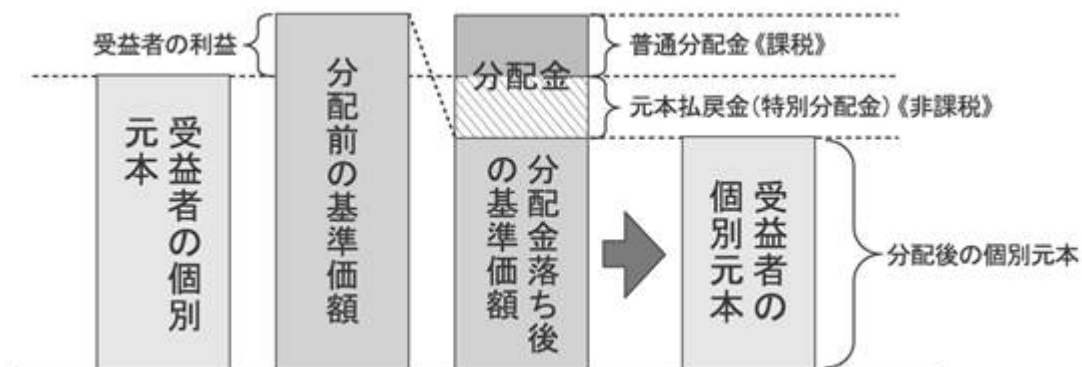 受益者の利益
受益者の個別
元本
分配前の基準価額
分配金
分配金落ち後
の基準価額
普通分配金《課税》
元本払戻金(特別分配金)《非課税》
受益者の
個別元本
分配後の個別元本